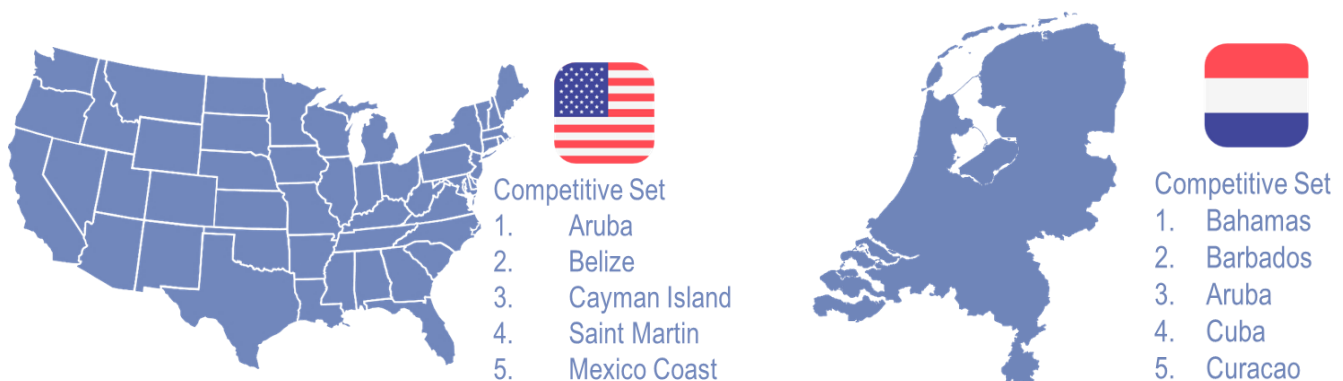 Competitive Set
1. Aruba
2. Belize
3. Cayman Island
4. Saint Martin
5. Mexico Coast
Competitive Set
1. Bahamas
2. Barbados
3. Aruba
4. Cuba
5. Curacao